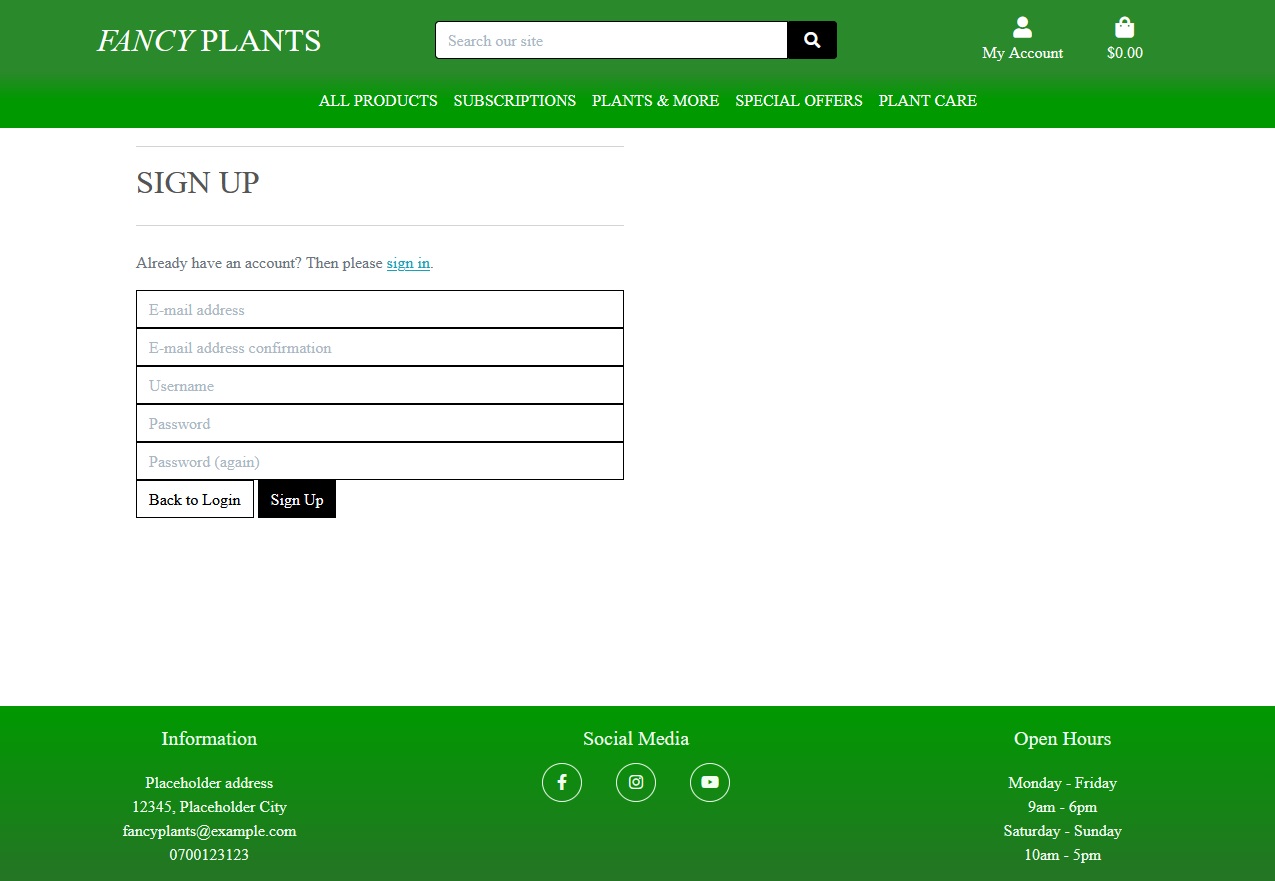 FANCY PLANTS
Search our site
My Account
$0.00
ALL PRODUCTS SUBSCRIPTIONS PLANTS & MORE SPECIAL OFFERS PLANT CARE
SIGN UP
Already have an account? Then please sign in.
E-mail address
E-mail address confirmation
Username
Password
Password (again)
Back to Login Sign Up
Information
Placeholder address
12345, Placeholder City
fancyplants@example.com
0700123123
Social Media
Open Hours
Monday - Friday
9am - 6pm
Saturday - Sunday
10am - 5pm